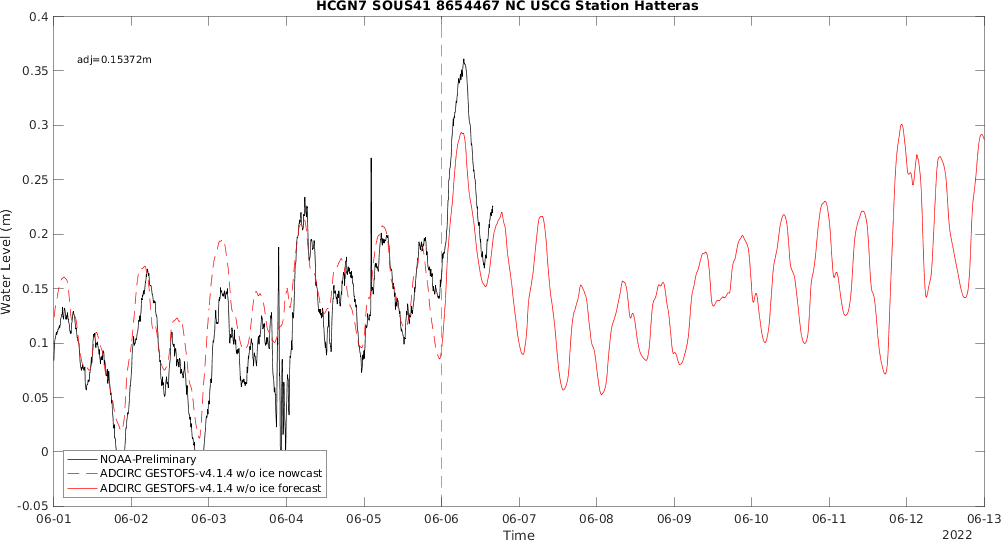 HCGN7 SOUS41 8654467 NC USCG Station Hatteras
0.4
adj=0.15372m
0.35
0.3
0.25
0.2
0.15
0.1
0.05
0
-0.05
Water Level (m)
NOAA-Preliminary
ADCIRC GESTOFS-v4.1.4 w/o ice nowcast
ADCIRC GESTOFS-v4.1.4 w/o ice forecast
06-01 06-02 06-03 06-04 06-05 06-06 06-07 06-08 06-09 06-10 06-11 06-12 06-13
Time
2022